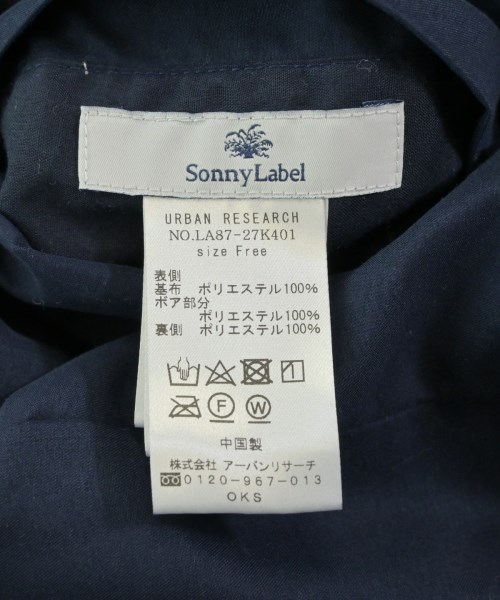 SonnyLabel
URBAN RESEARCH
NO.LA87-27K401
size Free
表側
基布 ポリエステル100%
ボア部分
ポリエステル100%
裏側 ポリエステル100%
F W
中国製
株式会社 アーバンリサーチ
0120-967-013
OKS